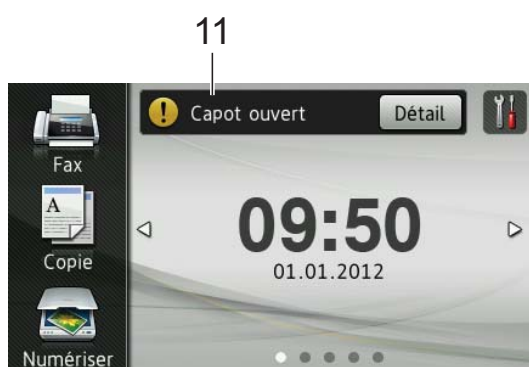 11
Capot ouvert
Détail
Fax
A
Copie
09:50
01.01.2012
Numériser